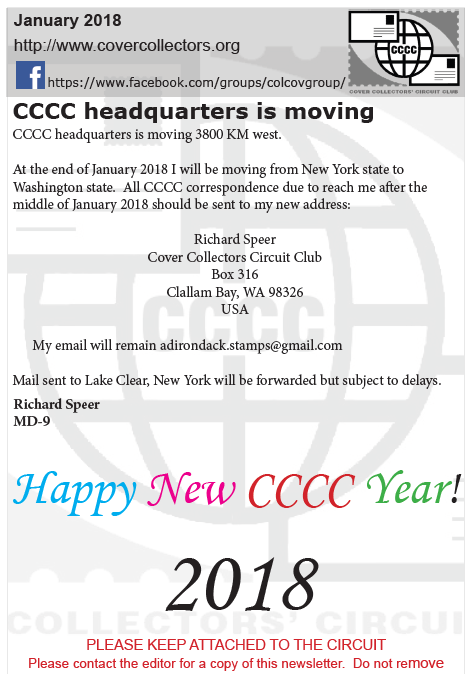 January 2018
http://www.covercollectors.org
https://www.facebook.com/groups/colcovgroup/
CCCC
COVER COLLECTORS' CIRCUIT CLUB
CCCC headquarters is moving
CCCC headquarters is moving 3800 KM west.
At the end of January 2018 I will be moving from New York state to
Washington state. All CCCC correspondence due to reach me after the
middle of January 2018 should be sent to my new address:
Richard Speer
Cover Collectors Circuit Club
Box 316
Clallam Bay, WA 98326
USA
CCCC
My email will remain adirondack.stamps@gmail.com
Mail sent to Lake Clear, New York will be forwarded but subject to delays.
Richard Speer
MD-9
Happy New CCCC Year!
2018
COLLECTORS' CIRCUI
PLEASE KEEP ATTACHED TO THE CIRCUIT
Please contact the editor for a copy of this newsletter. Do not remove